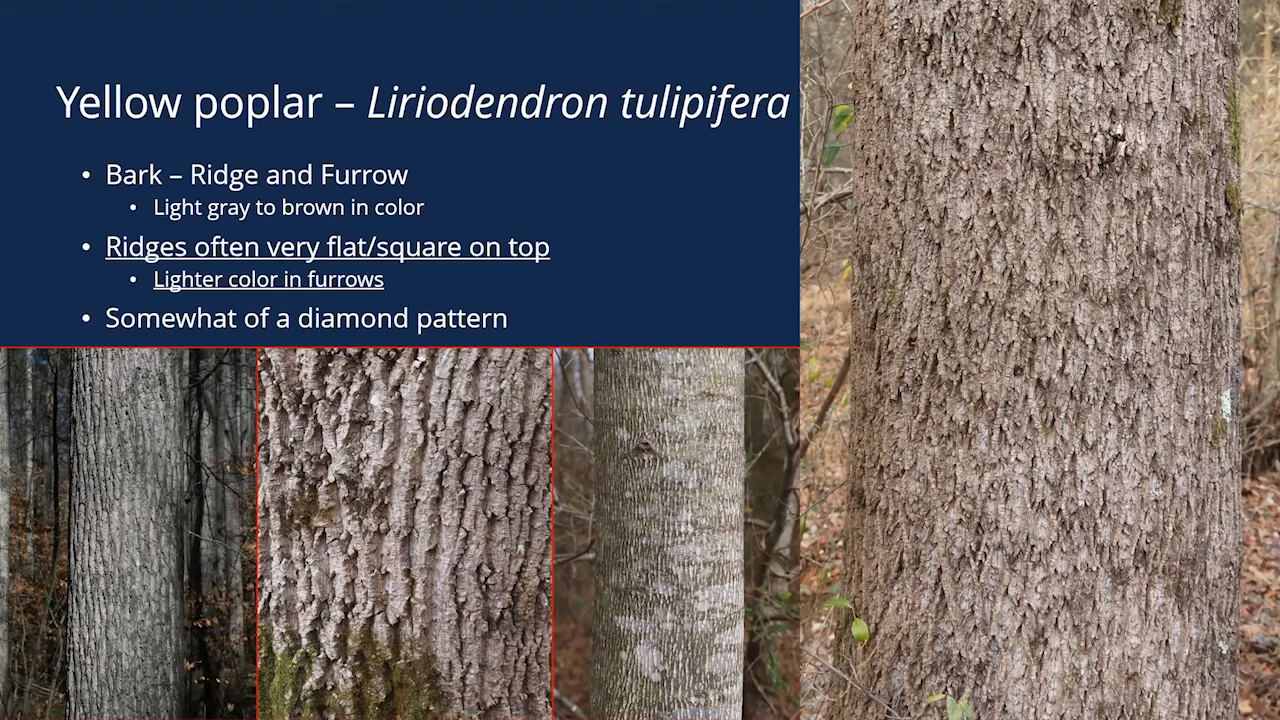 Yellow poplar – Liriodendron tulipifera
• Bark – Ridge and Furrow
• Light gray to brown in color
• Ridges often very flat/square on top
• Lighter color in furrows
• Somewhat of a diamond pattern